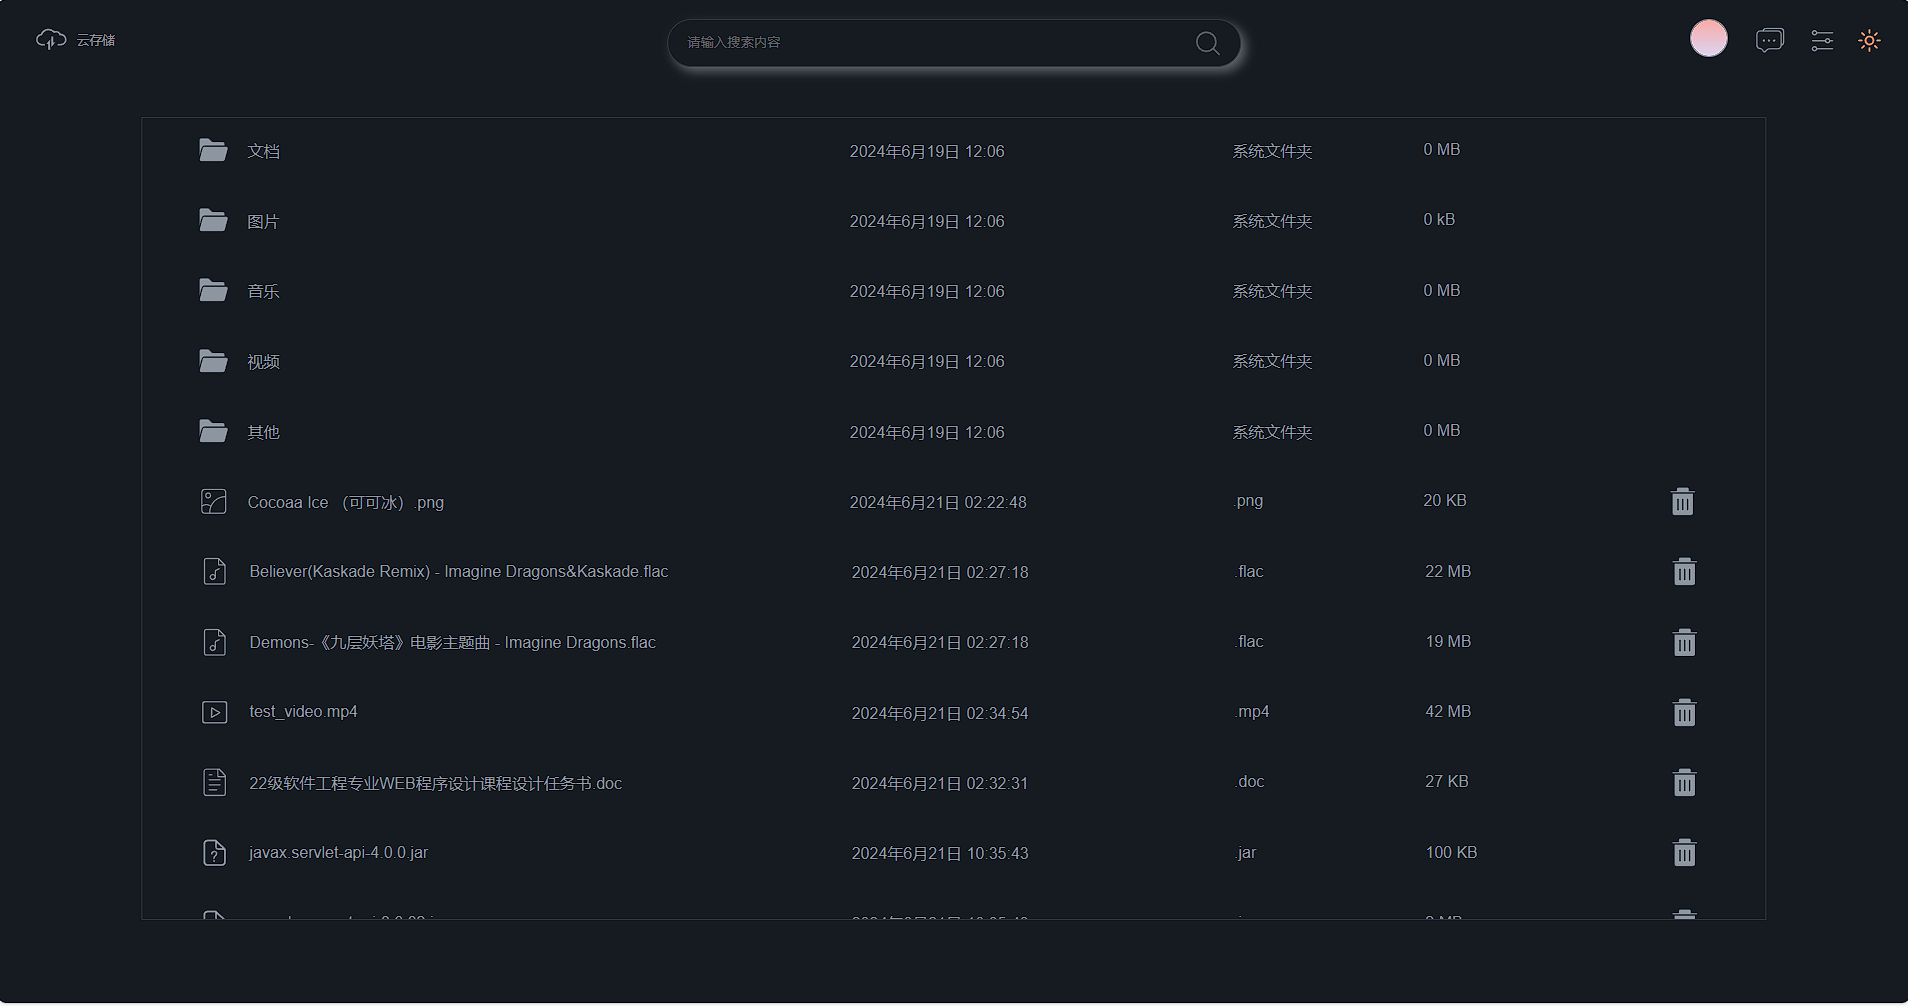 云存储
请输入搜索内容
文档 2024年6月19日 12:06 系统文件夹 0 MB
图片 2024年6月19日 12:06 系统文件夹 0 kB
音乐 2024年6月19日 12:06 系统文件夹 0 MB
视频 2024年6月19日 12:06 系统文件夹 0 MB
其他 2024年6月19日 12:06 系统文件夹 0 MB
Cocoaa Ice （可可冰）.png 2024年6月21日 02:22:48 .png 20 KB
Believer(Kaskade Remix) - Imagine Dragons&Kaskade.flac 2024年6月21日 02:27:18 .flac 22 MB
Demons-《九层妖塔》电影主题曲 - Imagine Dragons.flac 2024年6月21日 02:27:18 .flac 19 MB
test_video.mp4 2024年6月21日 02:34:54 .mp4 42 MB
22级软件工程专业WEB程序设计课程设计任务书.doc 2024年6月21日 02:32:31 .doc 27 KB
javax.servlet-api-4.0.0.jar 2024年6月21日 10:35:43 .jar 100 KB